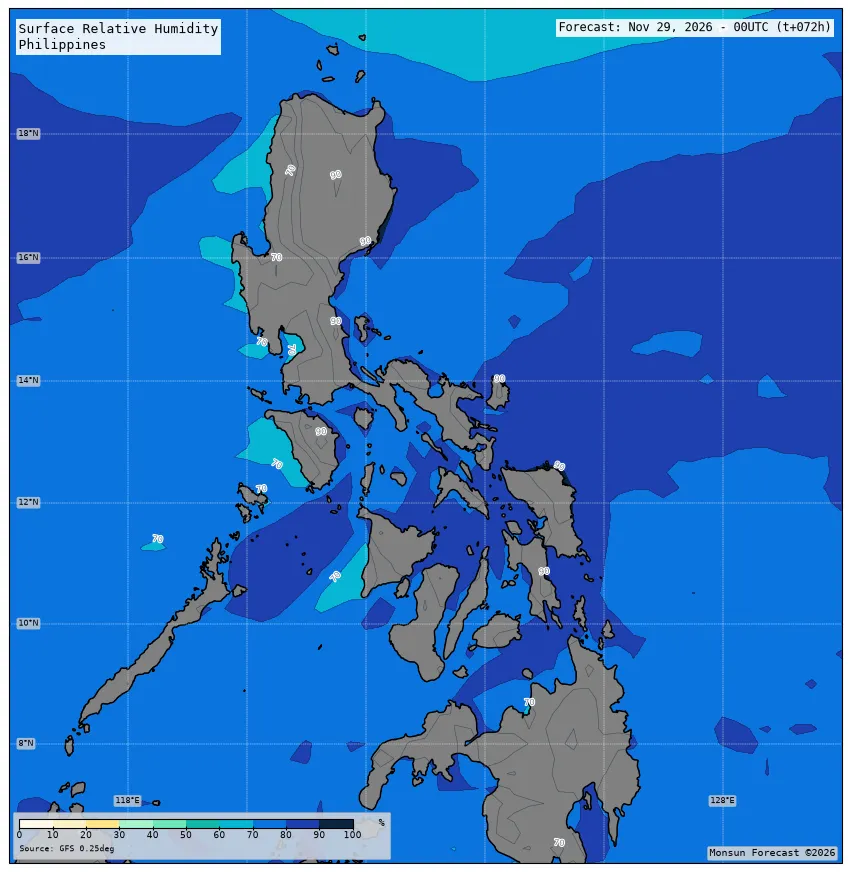 Surface Relative Humidity
Philippines
Forecast: Nov 29, 2026 - 00UTC (t+072h)
18°N
70
90
90
16°N
70
90
70
70
14°N
90
90
70
90
70
12°N
70
70
90
10°N
70
8°N
118°E
128°E
%
0 10 20 30 40 50 60 70 80 90 100
70
Source: GFS 0.25deg
Monsun Forecast ©2026